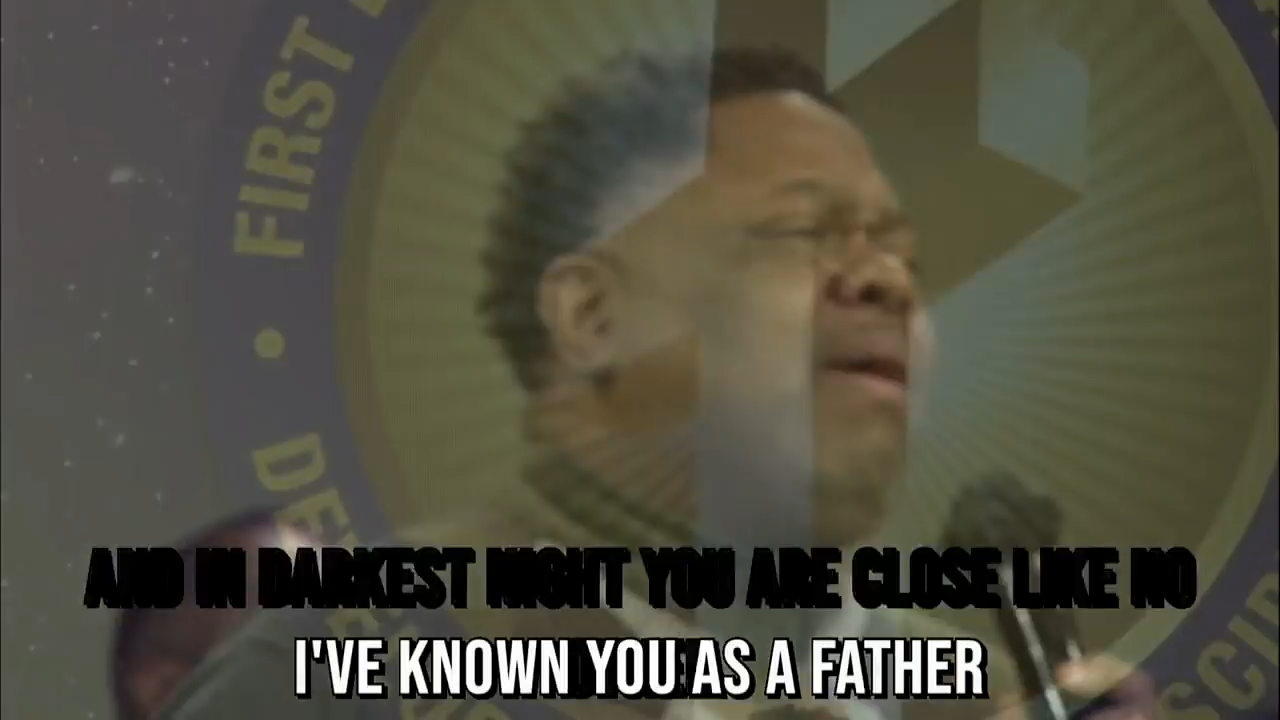 FIRST
AND IN DARKEST NIGHT YOU ARE CLOSE LIKE NO
I'VE KNOWN YOU AS A FATHER